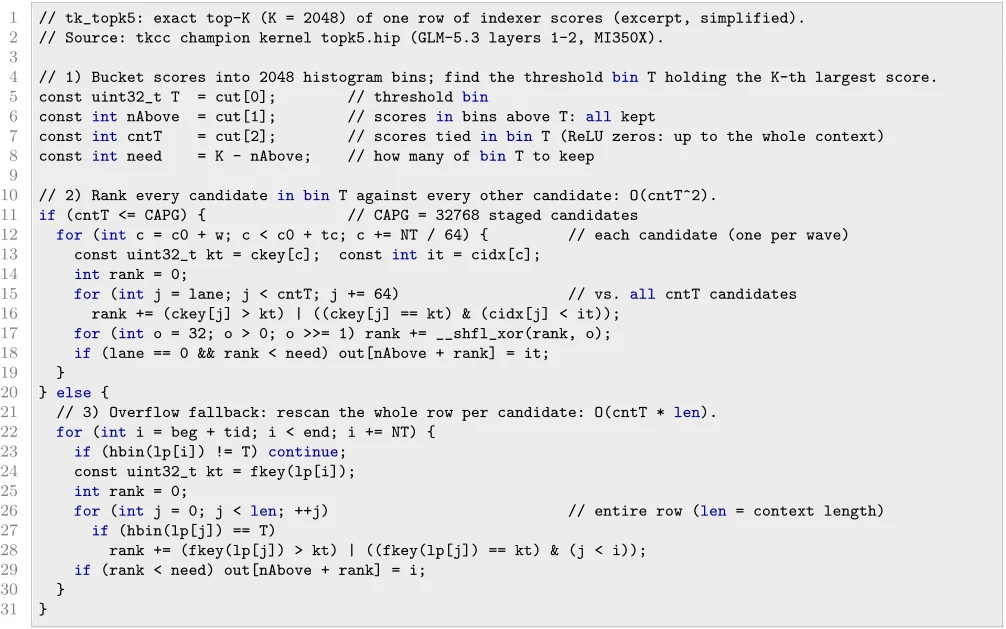 1 // tk_topk5: exact top-K (K = 2048) of one row of indexer scores (excerpt, simplified).
2 // Source: tkcc champion kernel topk5.hip (GLM-5.3 layers 1-2, MI350X).
3
4 // 1) Bucket scores into 2048 histogram bins; find the threshold bin T holding the K-th largest score.
5 const uint32_t T  = cut[0];       // threshold bin
6 const int nAbove  = cut[1];       // scores in bins above T: all kept
7 const int cntT    = cut[2];       // scores tied in bin T (ReLU zeros: up to the whole context)
8 const int need    = K - nAbove;   // how many of bin T to keep
9
10 // 2) Rank every candidate in bin T against every other candidate: O(cntT^2).
11 if (cntT <= CAPG) {                // CAPG = 32768 staged candidates
12   for (int c = c0 + w; c < c0 + tc; c += NT / 64) {         // each candidate (one per wave)
13     const uint32_t kt = ckey[c];  const int it = cidx[c];
14     int rank = 0;
15     for (int j = lane; j < cntT; j += 64)                   // vs. all cntT candidates
16       rank += (ckey[j] > kt) | ((ckey[j] == kt) & (cidx[j] < it));
17     for (int o = 32; o > 0; o >>= 1) rank += __shfl_xor(rank, o);
18     if (lane == 0 && rank < need) out[nAbove + rank] = it;
19   }
20 } else {
21   // 3) Overflow fallback: rescan the whole row per candidate: O(cntT * len).
22   for (int i = beg + tid; i < end; i += NT) {
23     if (hbin(lp[i]) != T) continue;
24     const uint32_t kt = fkey(lp[i]);
25     int rank = 0;
26     for (int j = 0; j < len; ++j)                           // entire row (len = context length)
27       if (hbin(lp[j]) == T)
28         rank += (fkey(lp[j]) > kt) | ((fkey(lp[j]) == kt) & (j < i));
29     if (rank < need) out[nAbove + rank] = i;
30   }
31 }